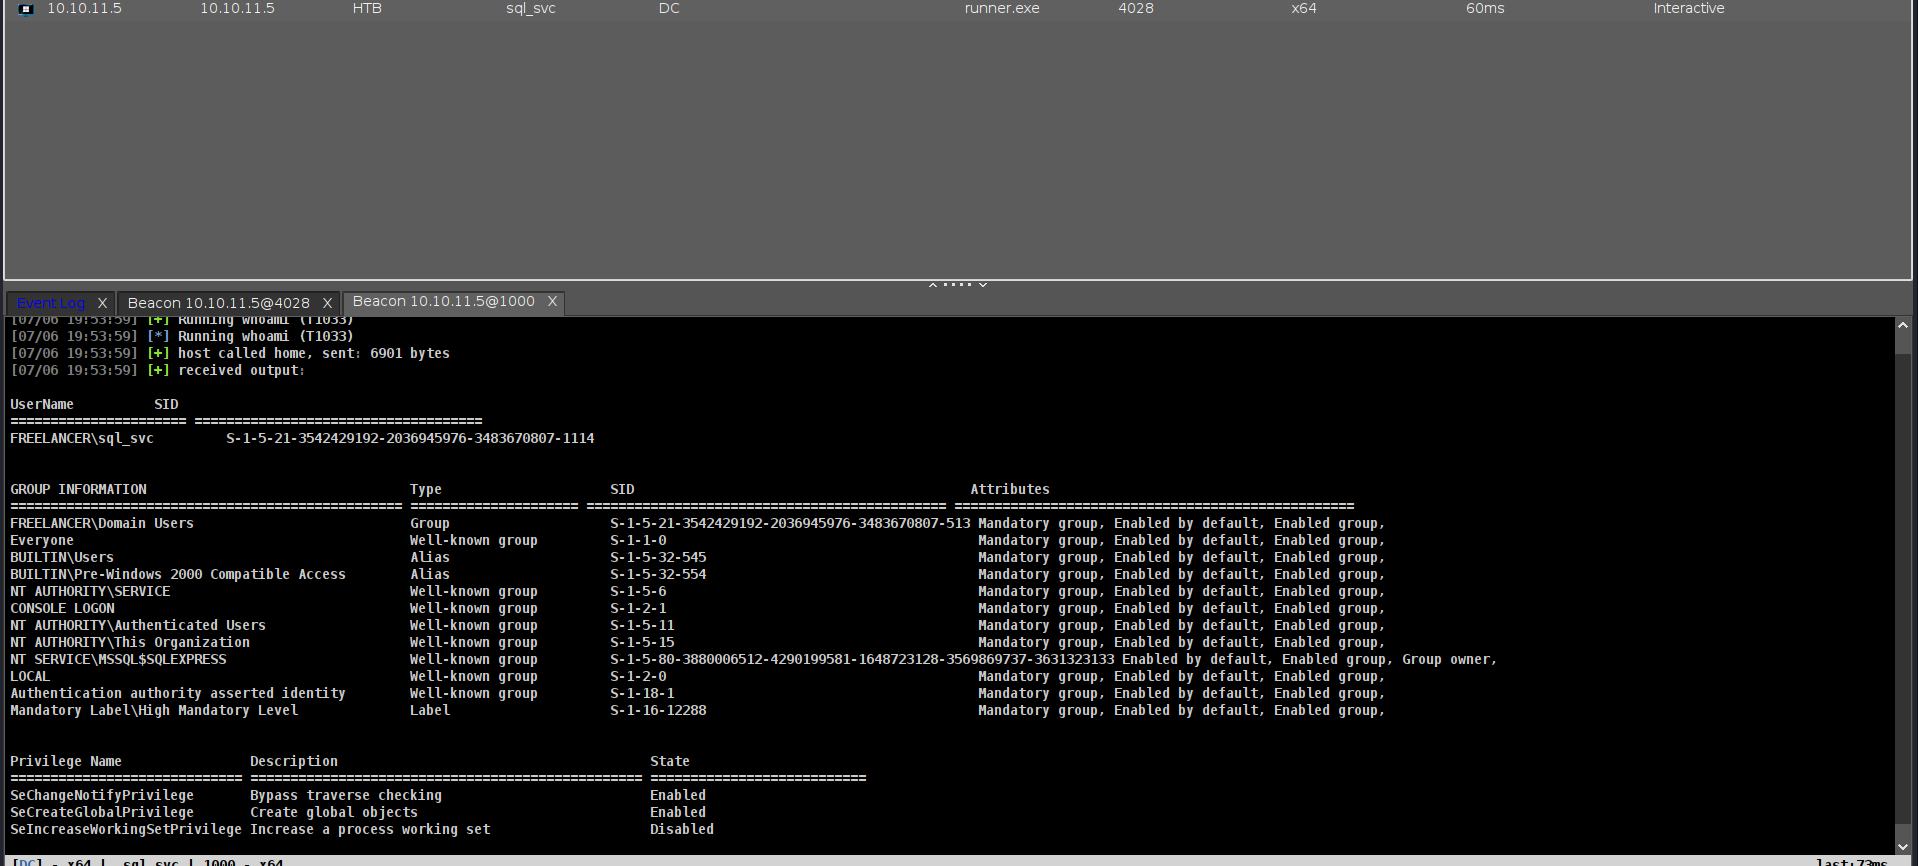 10.10.11.5 10.10.11.5 HTB sql_svc DC runner.exe 4028 x64 60ms Interactive
Event Log X Beacon 10.10.11.5@4028 X Beacon 10.10.11.5@1000 X
[07/06 19:53:59] [+] Running whoami (T1033)
[07/06 19:53:59] [*] Running whoami (T1033)
[07/06 19:53:59] [+] host called home, sent: 6901 bytes
[07/06 19:53:59] [+] received output:
UserName SID
====================== ====================================
FREELANCER\sql_svc S-1-5-21-3542429192-2036945976-3483670807-1114
GROUP INFORMATION Type SID Attributes
================================================= ===================== ============================================= ==================================================
FREELANCER\Domain Users Group S-1-5-21-3542429192-2036945976-3483670807-513 Mandatory group, Enabled by default, Enabled group,
Everyone Well-known group S-1-1-0 Mandatory group, Enabled by default, Enabled group,
BUILTIN\Users Alias S-1-5-32-545 Mandatory group, Enabled by default, Enabled group,
BUILTIN\Pre-Windows 2000 Compatible Access Alias S-1-5-32-554 Mandatory group, Enabled by default, Enabled group,
NT AUTHORITY\SERVICE Well-known group S-1-5-6 Mandatory group, Enabled by default, Enabled group,
CONSOLE LOGON Well-known group S-1-2-1 Mandatory group, Enabled by default, Enabled group,
NT AUTHORITY\Authenticated Users Well-known group S-1-5-11 Mandatory group, Enabled by default, Enabled group,
NT AUTHORITY\This Organization Well-known group S-1-5-15 Mandatory group, Enabled by default, Enabled group,
NT SERVICE\MSSQL$SQLEXPRESS Well-known group S-1-5-80-3880006512-4290199581-1648723128-3569869737-3631323133 Enabled by default, Enabled group, Group owner,
LOCAL Well-known group S-1-2-0 Mandatory group, Enabled by default, Enabled group,
Authentication authority asserted identity Well-known group S-1-18-1 Mandatory group, Enabled by default, Enabled group,
Mandatory Label\High Mandatory Level Label S-1-16-12288 Mandatory group, Enabled by default, Enabled group,
Privilege Name Description State
============================= ================================================= ===========================
SeChangeNotifyPrivilege Bypass traverse checking Enabled
SeCreateGlobalPrivilege Create global objects Enabled
SeIncreaseWorkingSetPrivilege Increase a process working set Disabled
[DC] - x64 | sql_svc | 1000 - x64 last:73ms